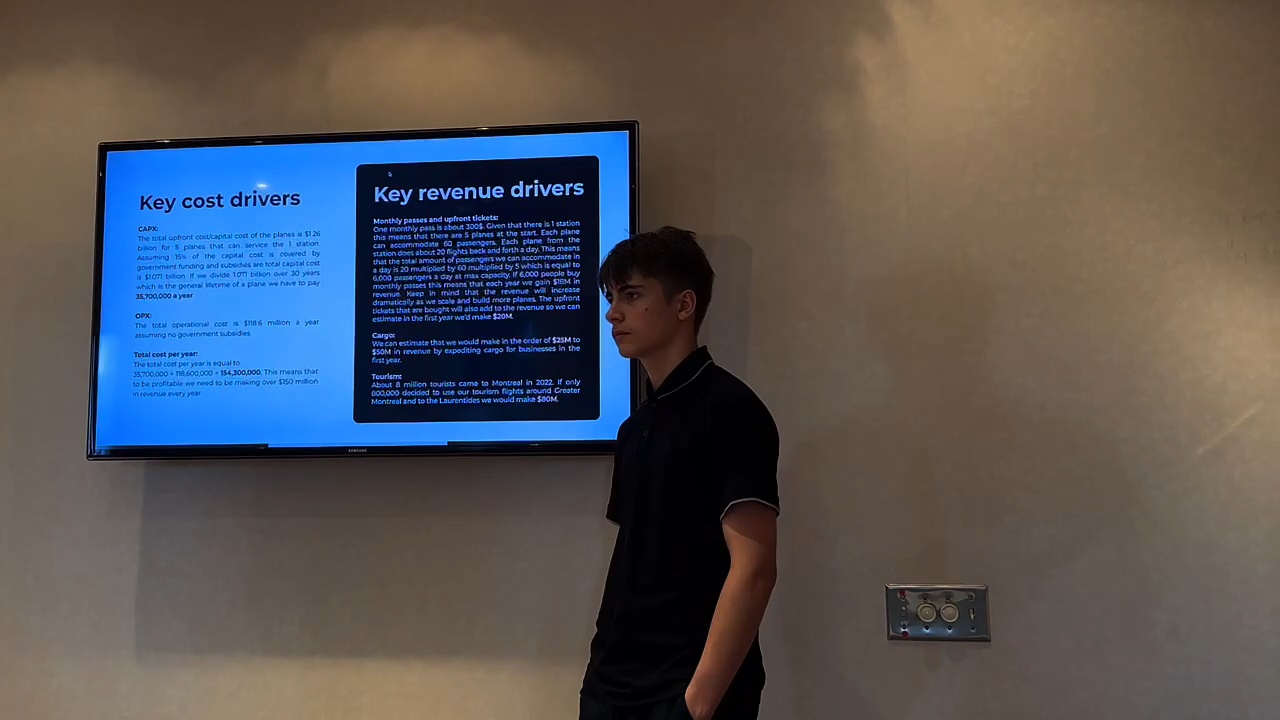 Key cost drivers
CAPX:
The total upfront cost/capital cost of the planes is $1.26
billion for 5 planes that can service the 1 station.
Assuming 15% of the capital cost is covered by
government funding and subsidies are total capital cost
is $1.071 billion. If we divide 1.071 billion over 30 years
which is the general lifetime of a plane we have to pay
35,700,000 a year.
OPX:
The total operational cost is $118.6 million a year
assuming no government subsidies.
Total cost per year:
The total cost per year is equal to
35,700,000 + 118,600,000 = 154,300,000. This means that
to be profitable we need to be making over $150 million
in revenue every year
Key revenue drivers
Monthly passes and upfront tickets:
One monthly pass is about 300$. Given that there is 1 station
this means that there are 5 planes at the start. Each plane
can accommodate 60 passengers. Each plane from the
station does about 20 flights back and forth a day. This means
that the total amount of passengers we can accommodate in
a day is 20 multiplied by 60 multiplied by 5 which is equal to
6,000 passengers a day at max capacity. If 6,000 people buy
monthly passes this means that each year we gain $18M in
revenue. Keep in mind that the revenue will increase
dramatically as we scale and build more planes. The upfront
tickets that are bought will also add to the revenue so we can
estimate in the first year we'd make $20M.
Cargo:
We can estimate that we would make in the order of $25M to
$50M in revenue by expediting cargo for businesses in the
first year.
Tourism:
About 8 million tourists came to Montreal in 2022. If only
800,000 decided to use our tourism flights around Greater
Montreal and to the Laurentides we would make $80M.
SAMSUNG